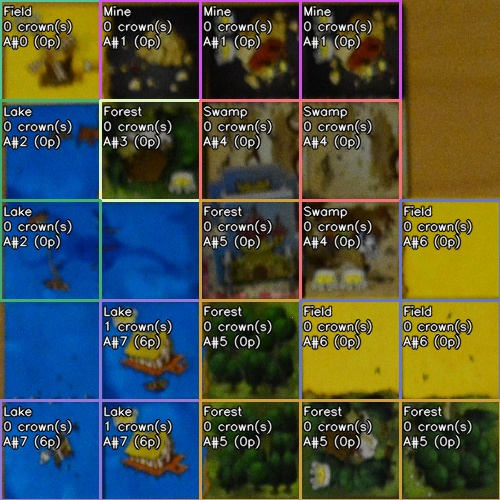 Field
0 crown(s)
A#0 (0p)
Mine
0 crown(s)
A#1 (0p)
Mine
0 crown(s)
A#1 (0p)
Mine
0 crown(s)
A#1 (0p)
Lake
0 crown(s)
A#2 (0p)
Forest
0 crown(s)
A#3 (0p)
Swamp
0 crown(s)
A#4 (0p)
Swamp
0 crown(s)
A#4 (0p)
Lake
0 crown(s)
A#2 (0p)
Forest
0 crown(s)
A#5 (0p)
Swamp
0 crown(s)
A#4 (0p)
Field
0 crown(s)
A#6 (0p)
Lake
1 crown(s)
A#7 (6p)
Forest
0 crown(s)
A#5 (0p)
Field
0 crown(s)
A#6 (0p)
Field
0 crown(s)
A#6 (0p)
Lake
0 crown(s)
A#7 (6p)
Lake
1 crown(s)
A#7 (6p)
Forest
0 crown(s)
A#5 (0p)
Forest
0 crown(s)
A#5 (0p)
Forest
0 crown(s)
A#5 (0p)